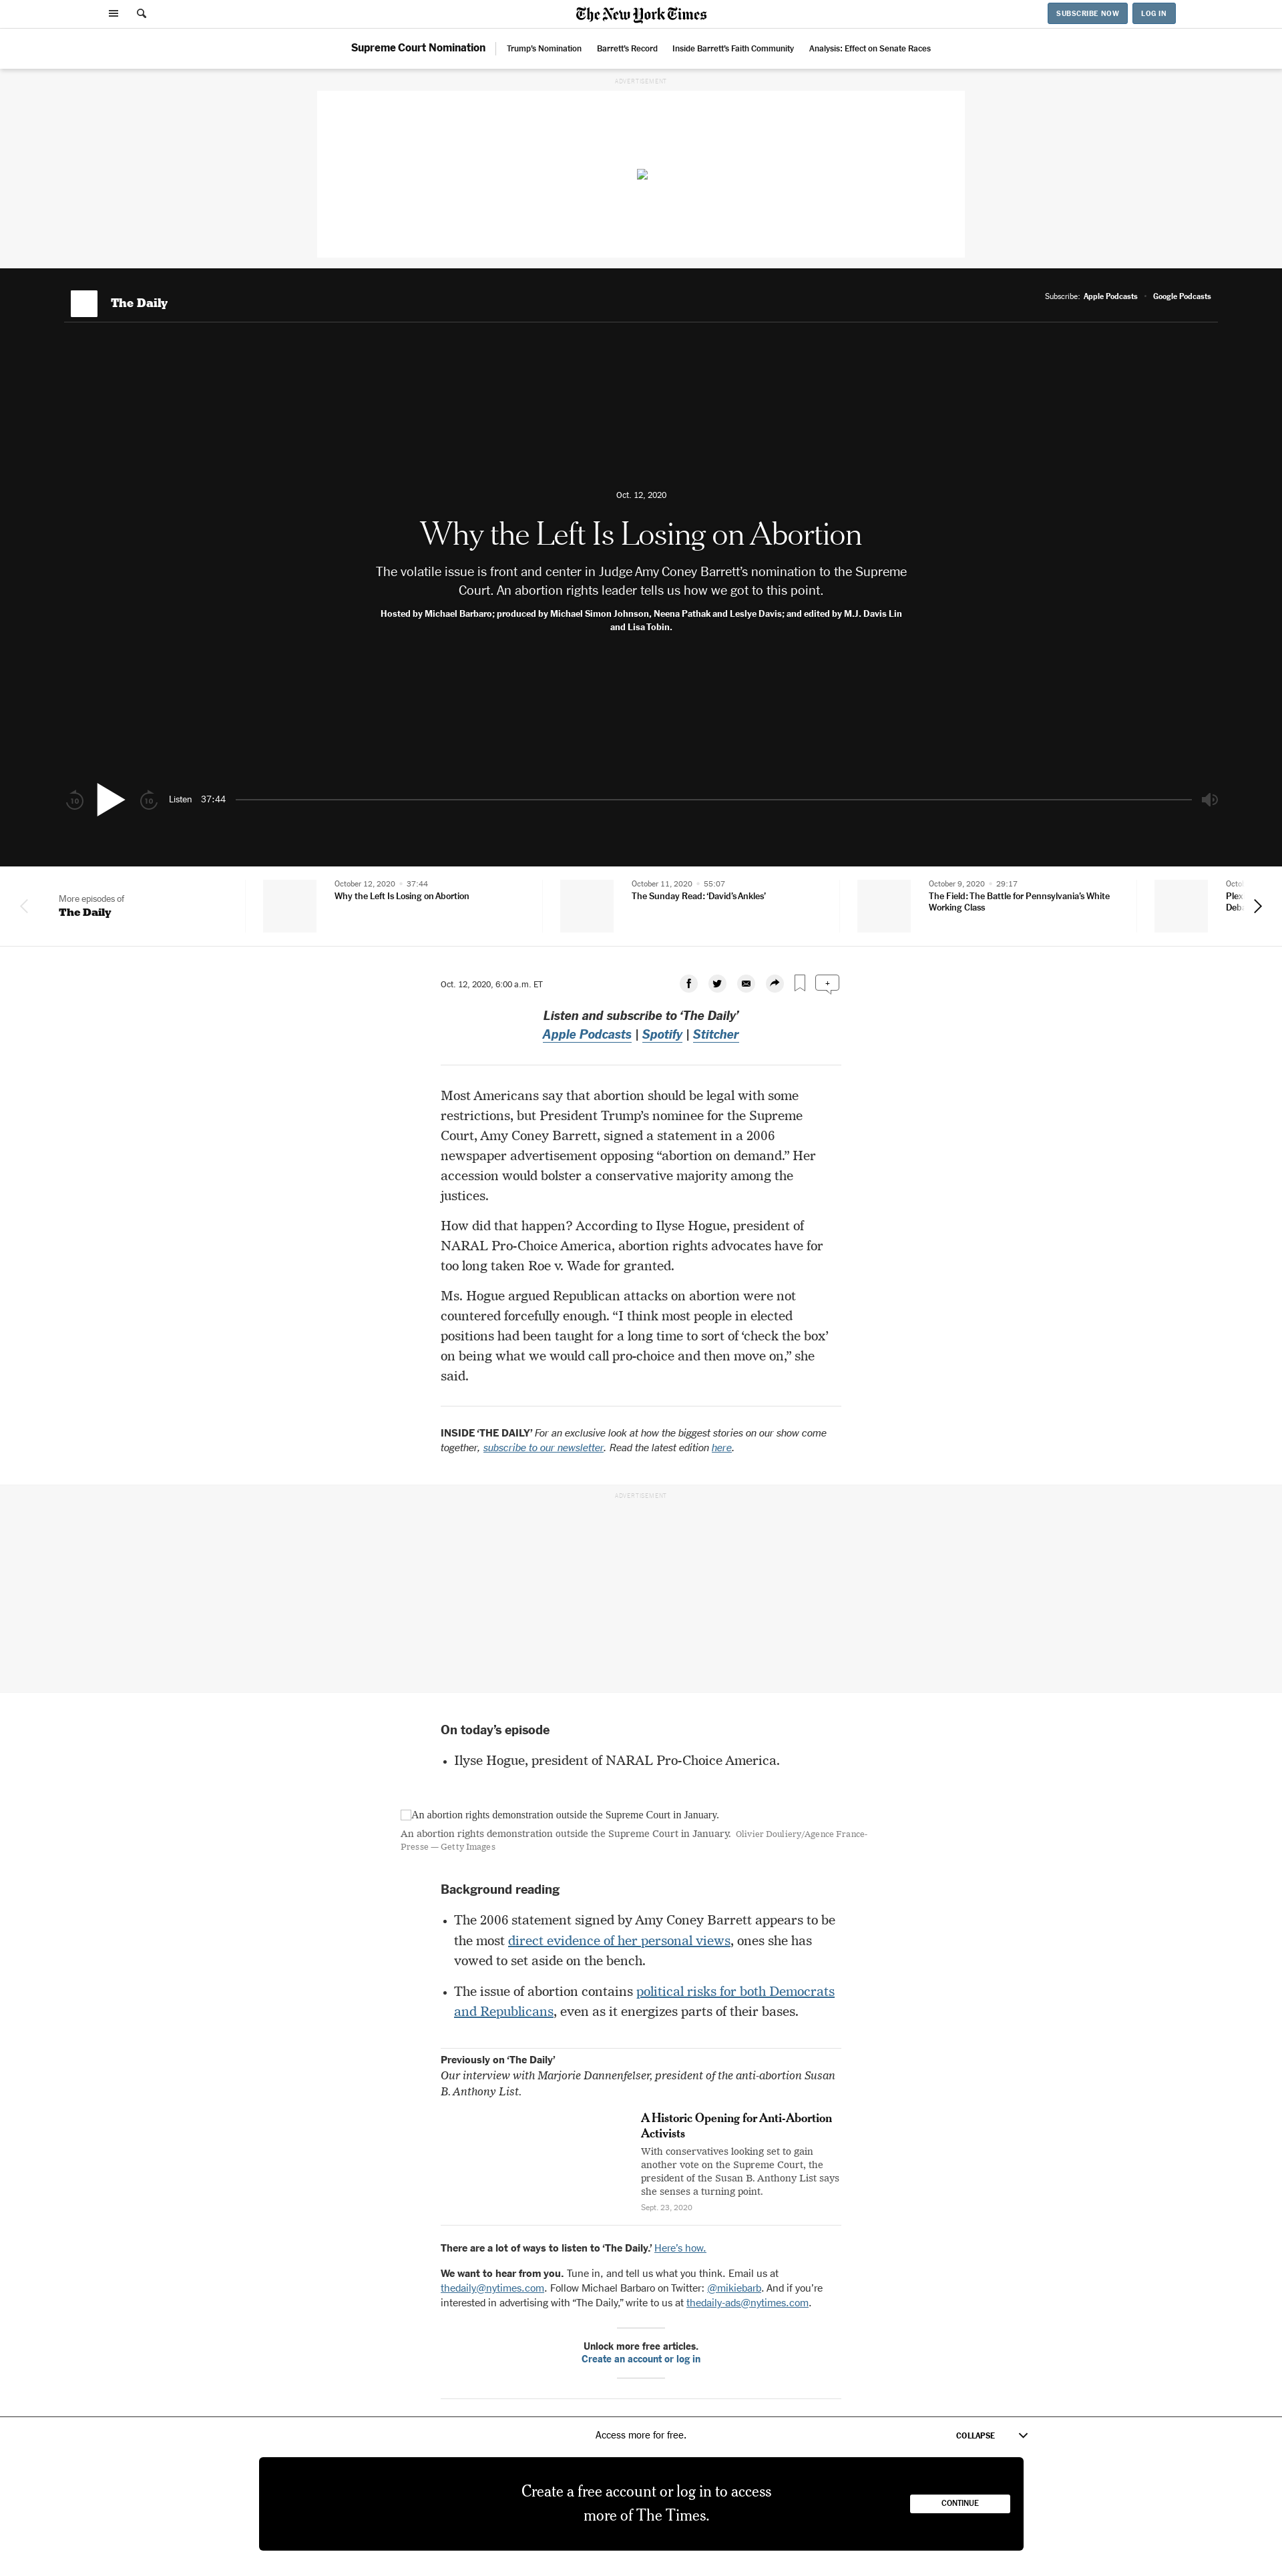 The New York Times
SUBSCRIBE NOW
LOG IN
Supreme Court Nomination
Trump's Nomination
Barrett's Record
Inside Barrett's Faith Community
Analysis: Effect on Senate Races
ADVERTISEMENT
The Daily
Subscribe: Apple Podcasts
Google Podcasts
Oct. 12, 2020
Why the Left Is Losing on Abortion
The volatile issue is front and center in Judge Amy Coney Barrett's nomination to the Supreme
Court. An abortion rights leader tells us how we got to this point.
Hosted by Michael Barbaro; produced by Michael Simon Johnson, Neena Pathak and Leslye Davis; and edited by M.J. Davis Lin
and Lisa Tobin.
10
10
Listen 37:44
More episodes of
The Daily
October 12, 2020 • 37:44
Why the Left Is Losing on Abortion
October 11, 2020 • 55:07
The Sunday Read: 'David's Ankles'
October 9, 2020 • 29:17
The Field: The Battle for Pennsylvania's White
Working Class
Oct. 12, 2020, 6:00 a.m. ET
+
Listen and subscribe to 'The Daily'
Apple Podcasts | Spotify | Stitcher
Most Americans say that abortion should be legal with some
restrictions, but President Trump's nominee for the Supreme
Court, Amy Coney Barrett, signed a statement in a 2006
newspaper advertisement opposing “abortion on demand.” Her
accession would bolster a conservative majority among the
justices.
How did that happen? According to Ilyse Hogue, president of
NARAL Pro-Choice America, abortion rights advocates have for
too long taken Roe v. Wade for granted.
Ms. Hogue argued Republican attacks on abortion were not
countered forcefully enough. “I think most people in elected
positions had been taught for a long time to sort of ‘check the box’
on being what we would call pro-choice and then move on,” she
said.
INSIDE ‘THE DAILY’ For an exclusive look at how the biggest stories on our show come
together, subscribe to our newsletter. Read the latest edition here.
ADVERTISEMENT
On today's episode
• Ilyse Hogue, president of NARAL Pro-Choice America.
An abortion rights demonstration outside the Supreme Court in January.
An abortion rights demonstration outside the Supreme Court in January. Olivier Douliery/Agence France-
Presse — Getty Images
Background reading
• The 2006 statement signed by Amy Coney Barrett appears to be
the most direct evidence of her personal views, ones she has
vowed to set aside on the bench.
• The issue of abortion contains political risks for both Democrats
and Republicans, even as it energizes parts of their bases.
Previously on ‘The Daily’
Our interview with Marjorie Dannenfelser, president of the anti-abortion Susan
B. Anthony List.
A Historic Opening for Anti-Abortion
Activists
With conservatives looking set to gain
another vote on the Supreme Court, the
president of the Susan B. Anthony List says
she senses a turning point.
Sept. 23, 2020
There are a lot of ways to listen to ‘The Daily.’ Here's how.
We want to hear from you. Tune in, and tell us what you think. Email us at
thedaily@nytimes.com. Follow Michael Barbaro on Twitter: @mikiebarb. And if you're
interested in advertising with “The Daily,” write to us at thedaily-ads@nytimes.com.
Unlock more free articles.
Create an account or log in
Access more for free.
COLLAPSE
Create a free account or log in to access
more of The Times.
CONTINUE